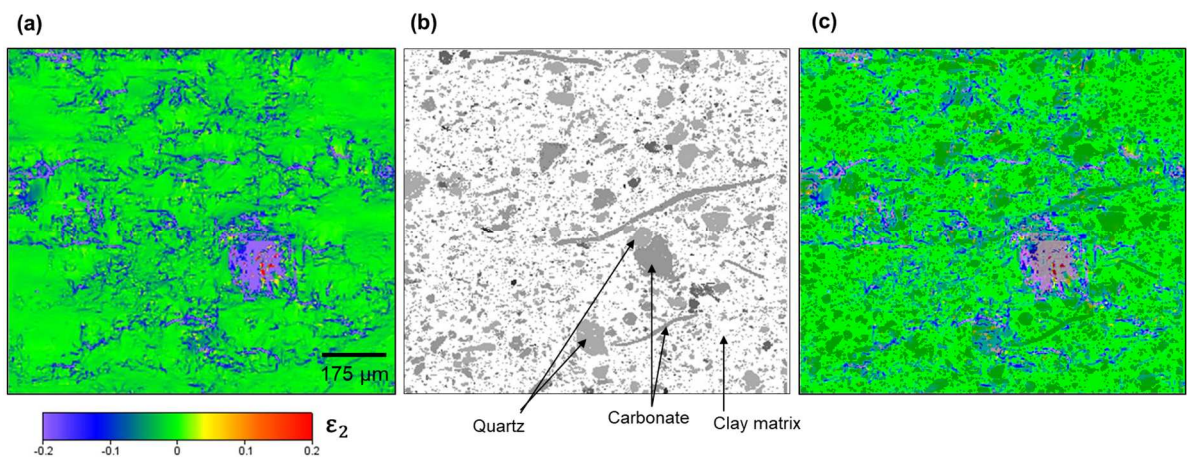 (a)
(b)
(c)
175 μm
ε₂
-0.2 -0.1 0 0.1 0.2
Quartz
Carbonate
Clay matrix